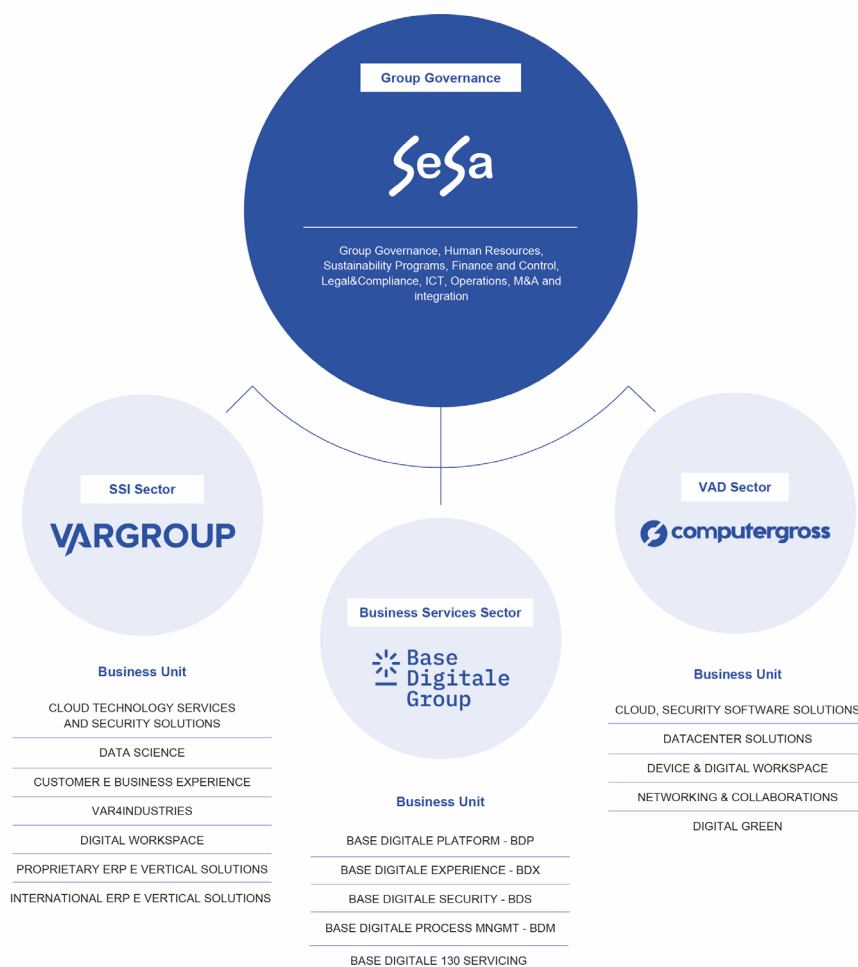 Group Governance
SeSa
Group Governance, Human Resources,
Sustainability Programs, Finance and Control,
Legal&Compliance, ICT, Operations, M&A and
integration
SSI Sector
VARGROUP
Business Unit
CLOUD TECHNOLOGY SERVICES
AND SECURITY SOLUTIONS
DATA SCIENCE
CUSTOMER E BUSINESS EXPERIENCE
VAR4INDUSTRIES
DIGITAL WORKSPACE
PROPRIETARY ERP E VERTICAL SOLUTIONS
INTERNATIONAL ERP E VERTICAL SOLUTIONS
Business Services Sector
Base
Digitale
Group
Business Unit
BASE DIGITALE PLATFORM - BDP
BASE DIGITALE EXPERIENCE - BDX
BASE DIGITALE SECURITY - BDS
BASE DIGITALE PROCESS MNGMT - BDM
BASE DIGITALE 130 SERVICING
VAD Sector
computergross
Business Unit
CLOUD, SECURITY SOFTWARE SOLUTIONS
DATACENTER SOLUTIONS
DEVICE & DIGITAL WORKSPACE
NETWORKING & COLLABORATIONS
DIGITAL GREEN